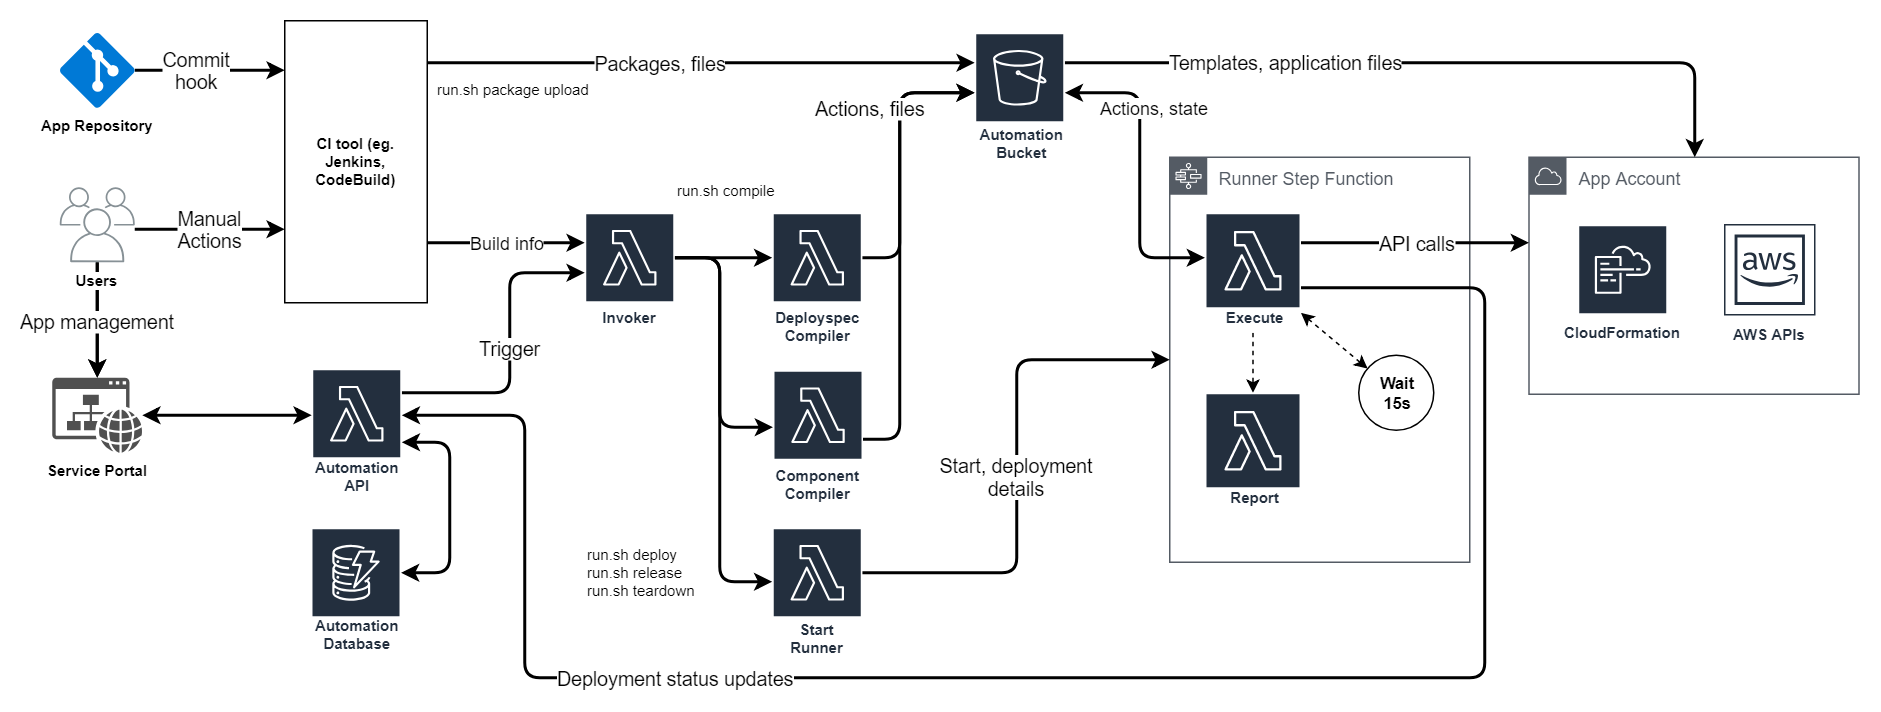 Commit
hook
App Repository
CI tool (eg.
Jenkins,
CodeBuild)
Manual
Actions
Users
App management
Service Portal
Packages, files
run.sh package upload
Actions, files
Automation
Bucket
Templates, application files
Actions, state
Build info
run.sh compile
Invoker
Deployspec
Compiler
Trigger
Automation
API
Component
Compiler
Automation
Database
run.sh deploy
run.sh release
run.sh teardown
Start
Runner
Start, deployment
details
Deployment status updates
Runner Step Function
Execute
Wait
15s
Report
API calls
App Account
CloudFormation
aws
AWS APIs